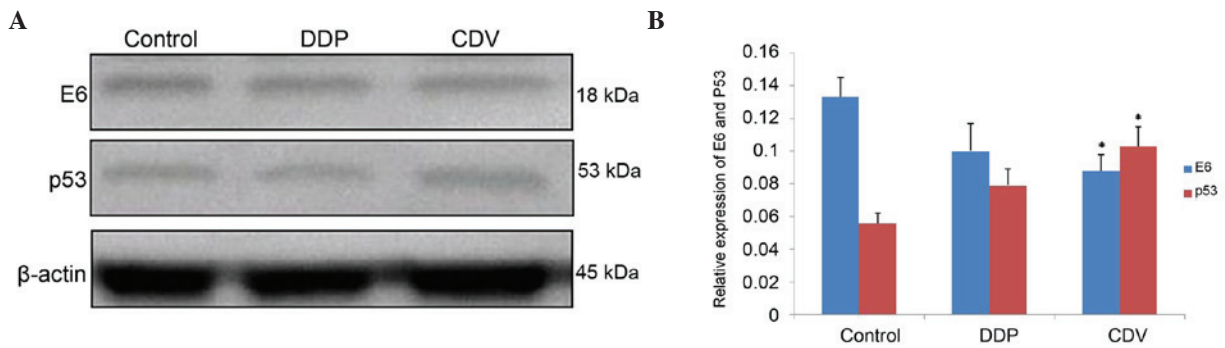 A
Control DDP CDV
E6 18 kDa
p53 53 kDa
β-actin 45 kDa
B
Relative expression of E6 and P53
0.16
0.14
0.12
0.1
0.08
0.06
0.04
0.02
0
* *
E6
p53
Control DDP CDV